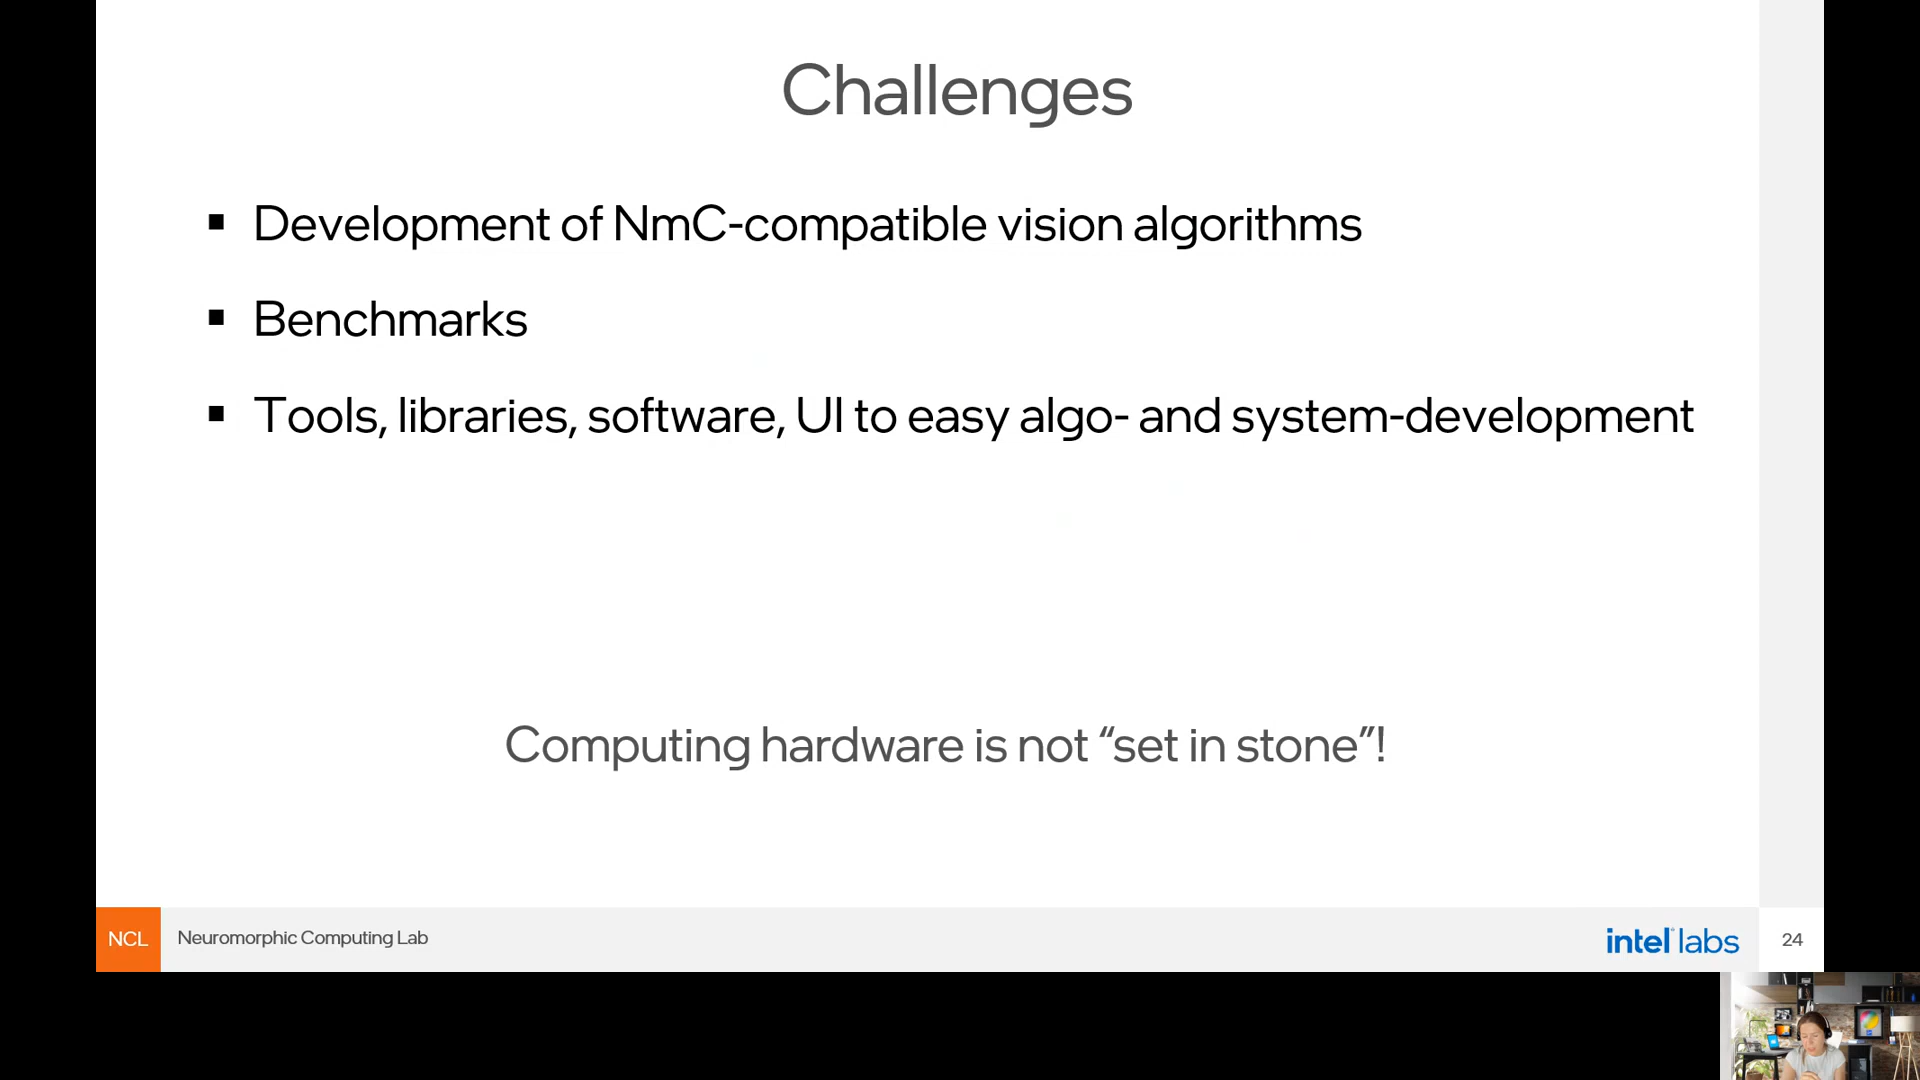 Challenges
▪ Development of NmC-compatible vision algorithms
▪ Benchmarks
▪ Tools, libraries, software, UI to easy algo- and system-development
Computing hardware is not “set in stone”!
NCL Neuromorphic Computing Lab intel labs 24